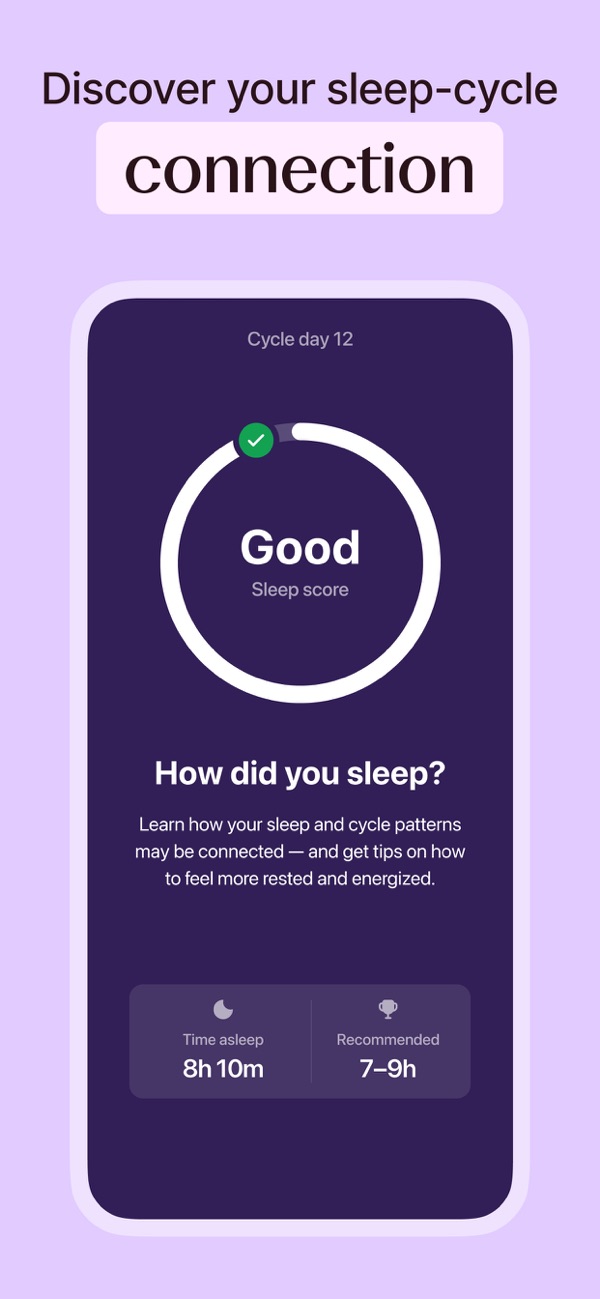 Discover your sleep-cycle
connection
Cycle day 12
Good
Sleep score
How did you sleep?
Learn how your sleep and cycle patterns
may be connected — and get tips on how
to feel more rested and energized.
Time asleep
8h 10m
Recommended
7–9h